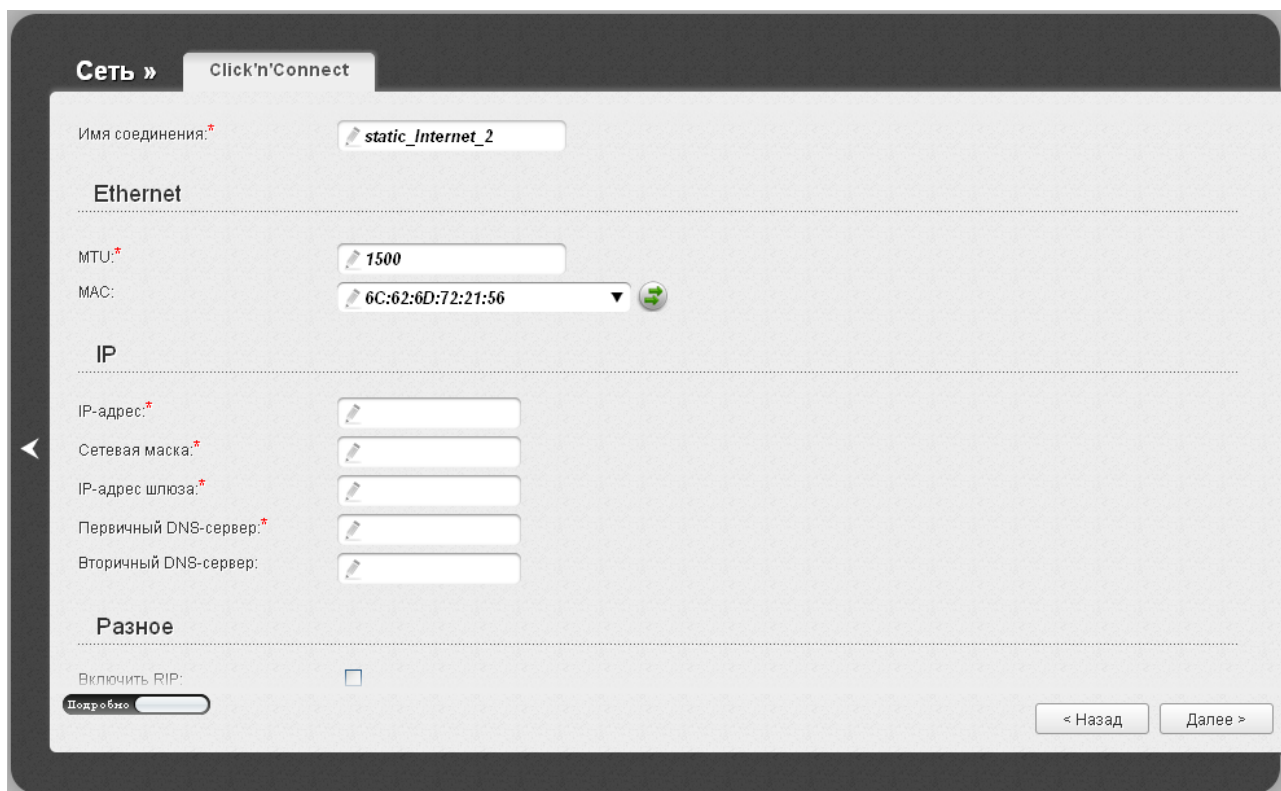 Сеть » Click'n'Connect
Имя соединения:* static_Internet_2
Ethernet
MTU:* 1500
MAC: 6C:62:6D:72:21:56
IP
IP-адрес:*
Сетевая маска:*
IP-адрес шлюза:*
Первичный DNS-сервер:*
Вторичный DNS-сервер:
Разное
Включить RIP:
Подробно
< Назад Далее >